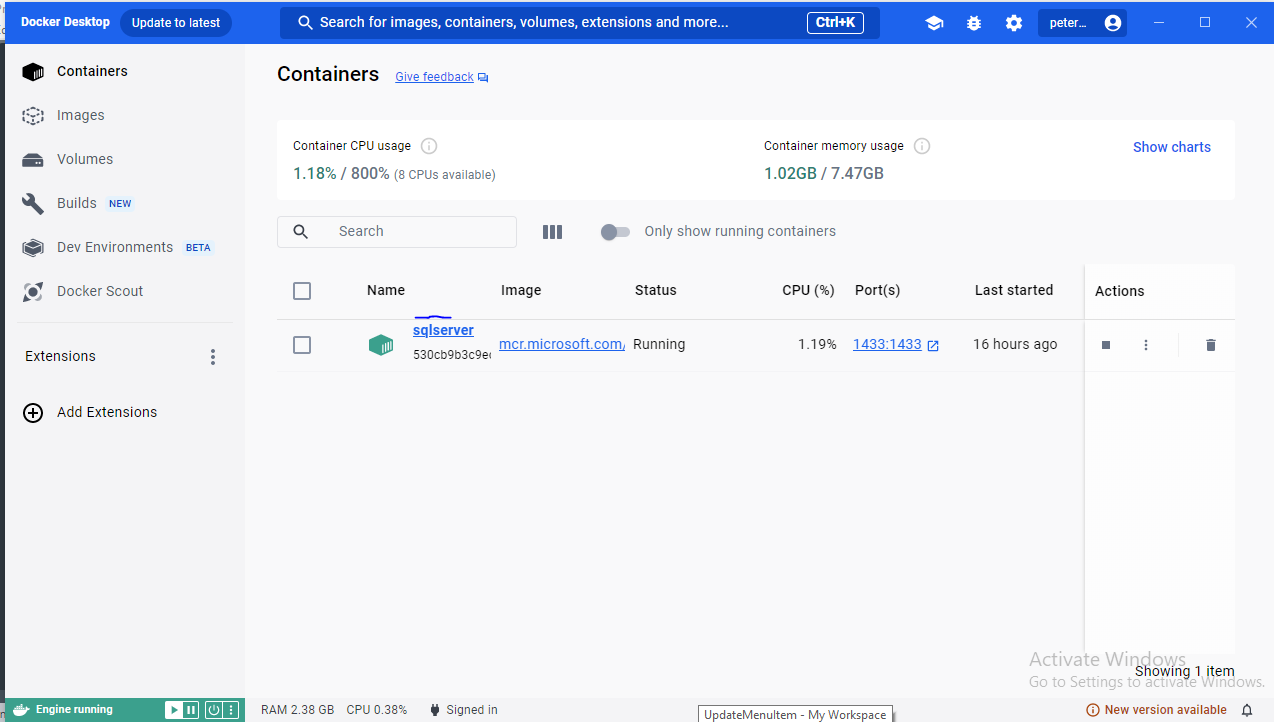 Docker Desktop
Update to latest
Search for images, containers, volumes, extensions and more...
Ctrl+K
peter...
Containers
Images
Volumes
Builds NEW
Dev Environments BETA
Docker Scout
Extensions
Add Extensions
Containers Give feedback
Container CPU usage
1.18% / 800% (8 CPUs available)
Container memory usage
1.02GB / 7.47GB
Show charts
Search
Only show running containers
Name Image Status CPU (%) Port(s) Last started Actions
sqlserver
530cb9b3c9e
mcr.microsoft.com/ Running 1.19% 1433:1433 16 hours ago
Showing 1 item
Activate Windows
Go to Settings to activate Windows.
Engine running
RAM 2.38 GB CPU 0.38% Signed in
UpdateMenuItem - My Workspace
New version available